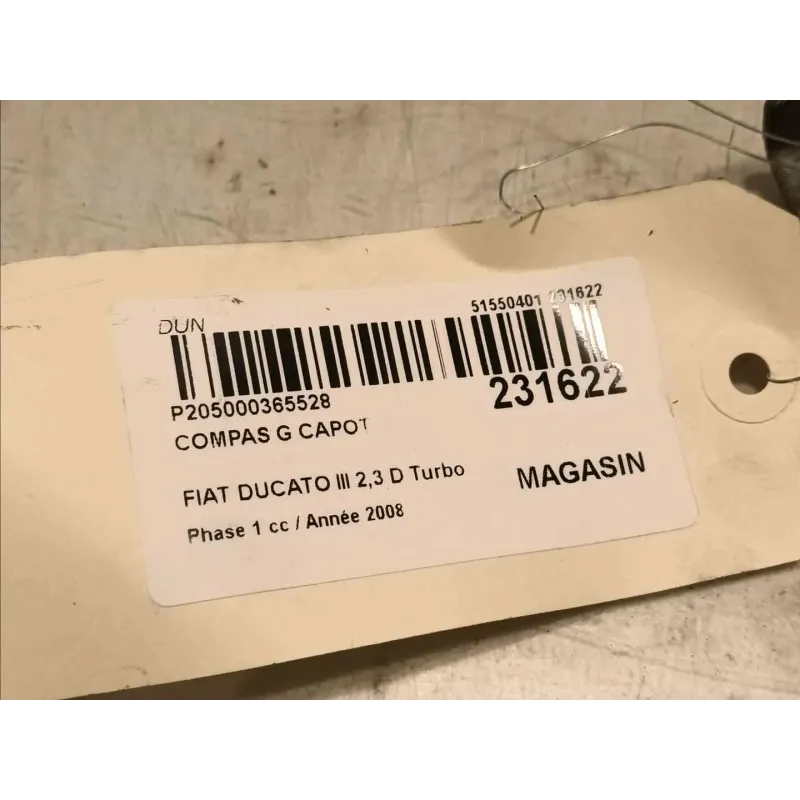 DUN
51550401 231622
P205000365528
231622
COMPAS G CAPOT
FIAT DUCATO III 2,3 D Turbo
MAGASIN
Phase 1 cc / Année 2008